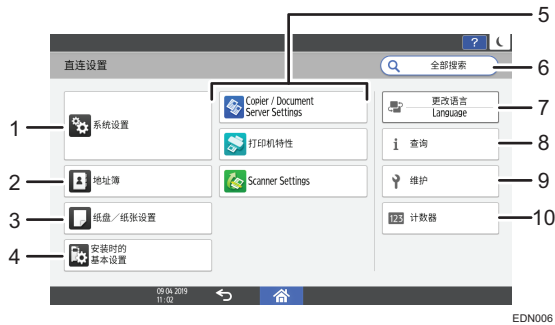 5
?
直连设置
全部搜索
6
1
系统设置
Copier / Document
Server Settings
更改语言
Language
7
打印机特性
i
查询
8
2
地址簿
Scanner Settings
维护
9
3
纸盘／纸张设置
123
计数器
10
4
安装时的
基本设置
09 04 2019
11:02
EDN006